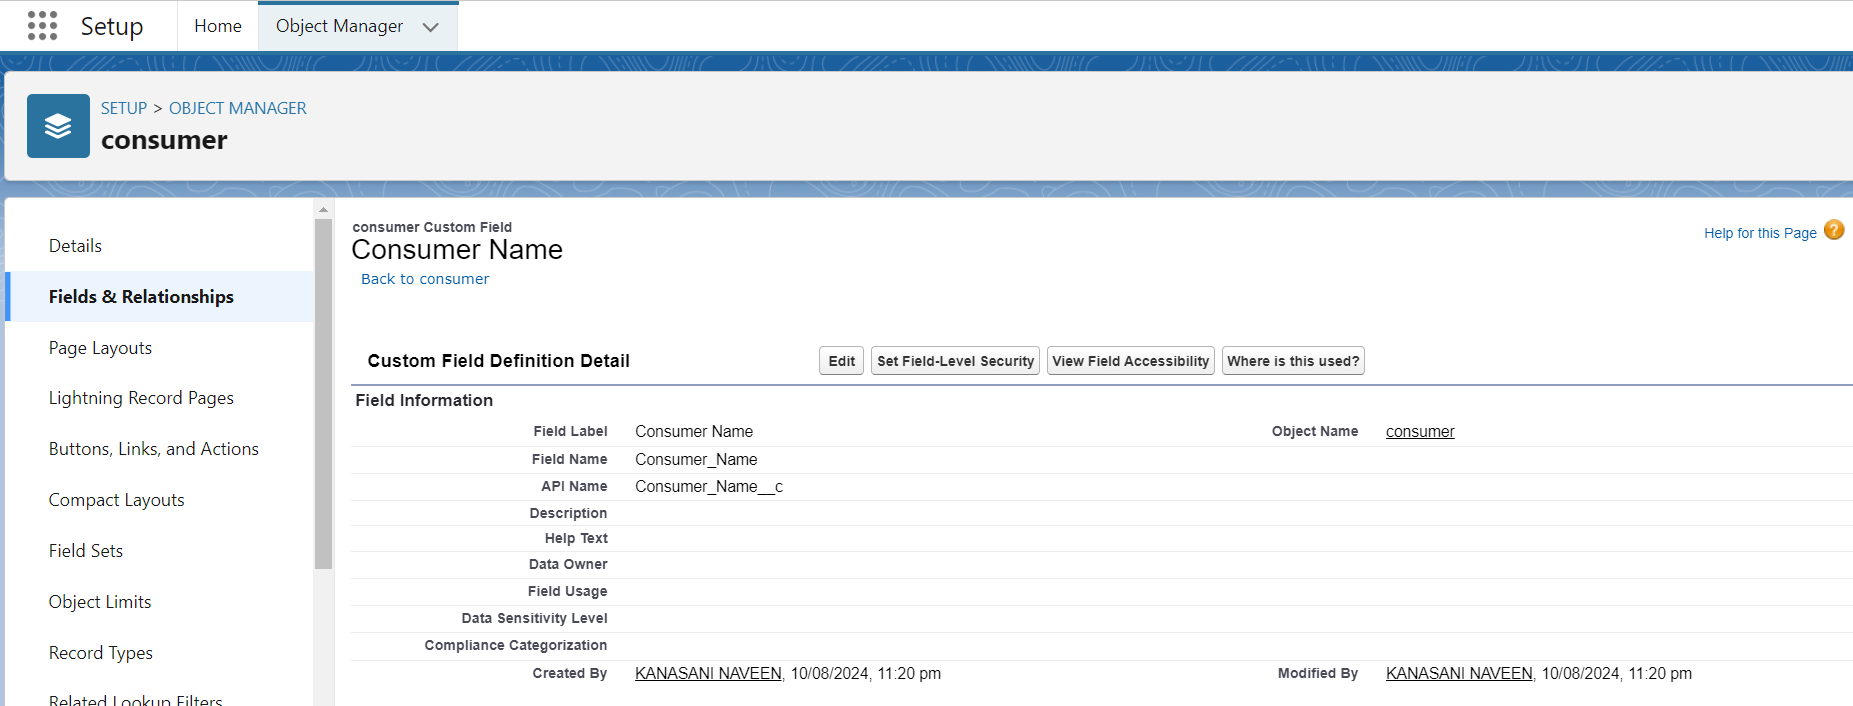 Setup Home Object Manager
SETUP > OBJECT MANAGER
consumer
Details
Fields & Relationships
Page Layouts
Lightning Record Pages
Buttons, Links, and Actions
Compact Layouts
Field Sets
Object Limits
Record Types
Related Lookup Filters
consumer Custom Field
Consumer Name
Back to consumer
Help for this Page ?
Custom Field Definition Detail Edit Set Field-Level Security View Field Accessibility Where is this used?
Field Information
Field Label Consumer Name Object Name consumer
Field Name Consumer_Name
API Name Consumer_Name__c
Description
Help Text
Data Owner
Field Usage
Data Sensitivity Level
Compliance Categorization
Created By KANASANI NAVEEN, 10/08/2024, 11:20 pm Modified By KANASANI NAVEEN, 10/08/2024, 11:20 pm